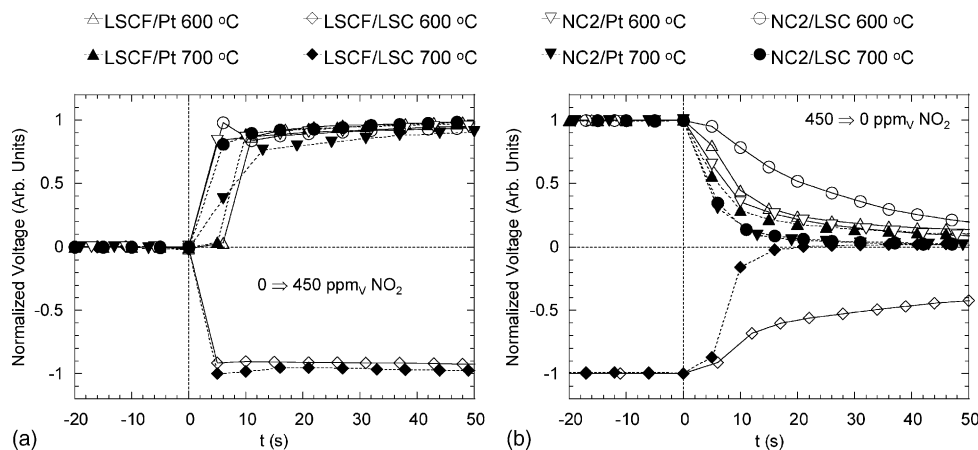 LSCF/Pt 600 °C LSCF/LSC 600 °C NC2/Pt 600 °C NC2/LSC 600 °C
LSCF/Pt 700 °C LSCF/LSC 700 °C NC2/Pt 700 °C NC2/LSC 700 °C
Normalized Voltage (Arb. Units)
1
0.5
0
-0.5
-1
0 ⇒ 450 ppmV NO2
-20 -10 0 10 20 30 40 50
t (s)
(a)
Normalized Voltage (Arb. Units)
1
0.5
0
-0.5
-1
450 ⇒ 0 ppmV NO2
-20 -10 0 10 20 30 40 50
t (s)
(b)